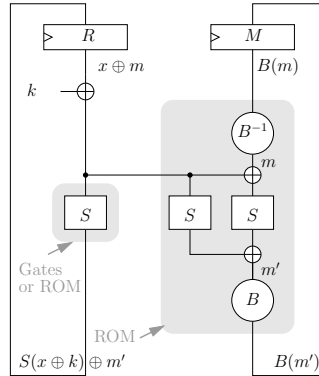 R
M
x ⊕ m
B(m)
k
B⁻¹
m
S
S
S
Gates
or ROM
m′
B
ROM
S(x ⊕ k) ⊕ m′
B(m′)